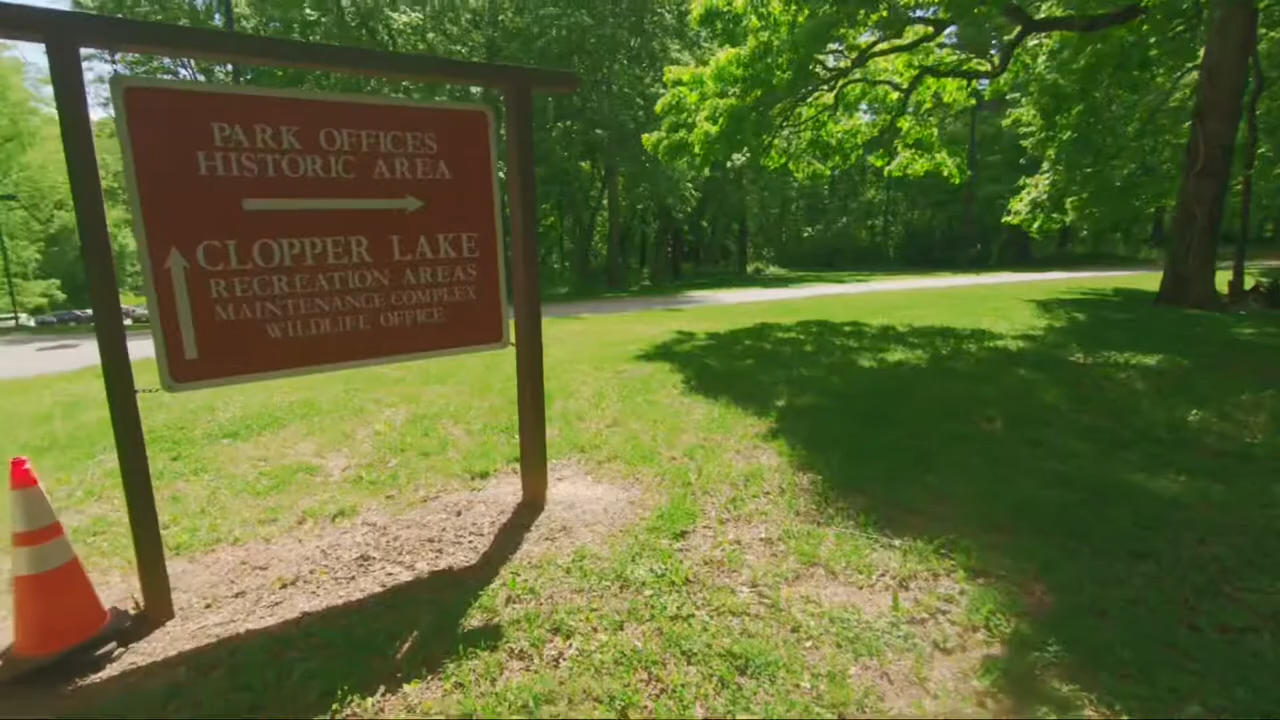 PARK OFFICES
HISTORIC AREA
CLOPPER LAKE
RECREATION AREAS
MAINTENANCE COMPLEX
WILDLIFE OFFICE